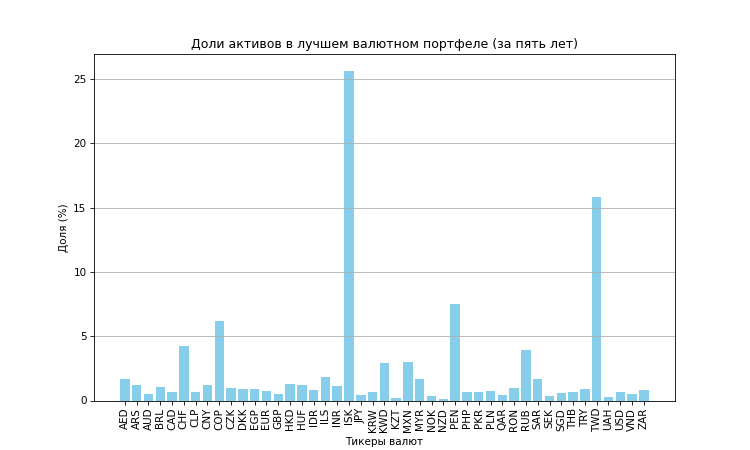 Доли активов в лучшем валютном портфеле (за пять лет)
Доля (%)
25
20
15
10
5
0
AED
ARS
AUD
BRL
CAD
CHF
CLP
CNY
COP
CZK
DKK
EGP
EUR
GBP
HKD
HUF
IDR
ILS
INR
ISK
JPY
KRW
KWD
KZT
MXN
MYR
NOK
NZD
PEN
PHP
PKR
PLN
QAR
RON
RUB
SAR
SEK
SGD
THB
TRY
TWD
UAH
USD
VND
ZAR
Тикеры валют